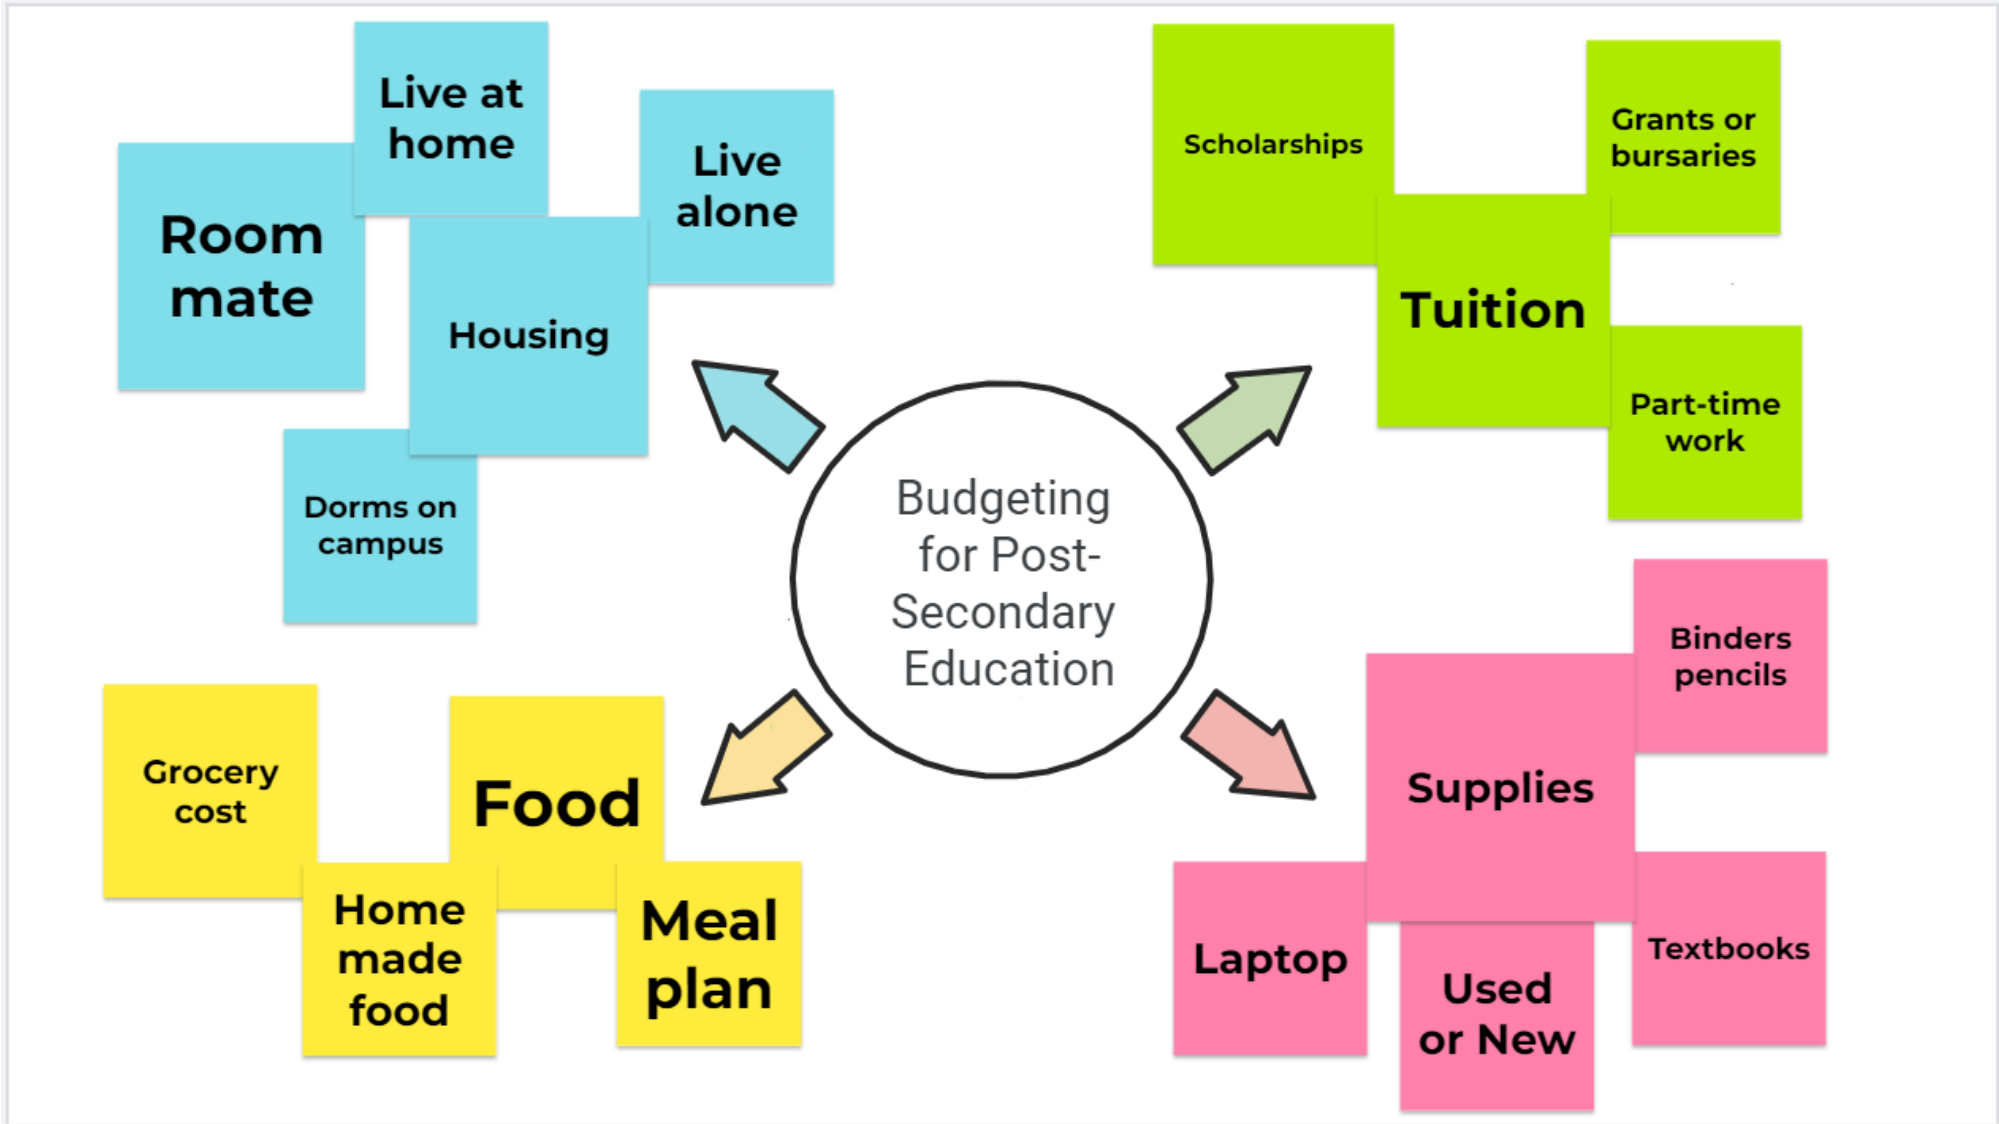 Live at
home
Live
alone
Room
mate
Housing
Dorms on
campus
Scholarships
Grants or
bursaries
Tuition
Part-time
work
Budgeting
for Post-
Secondary
Education
Grocery
cost
Food
Home
made
food
Meal
plan
Binders
pencils
Supplies
Laptop
Used
or New
Textbooks